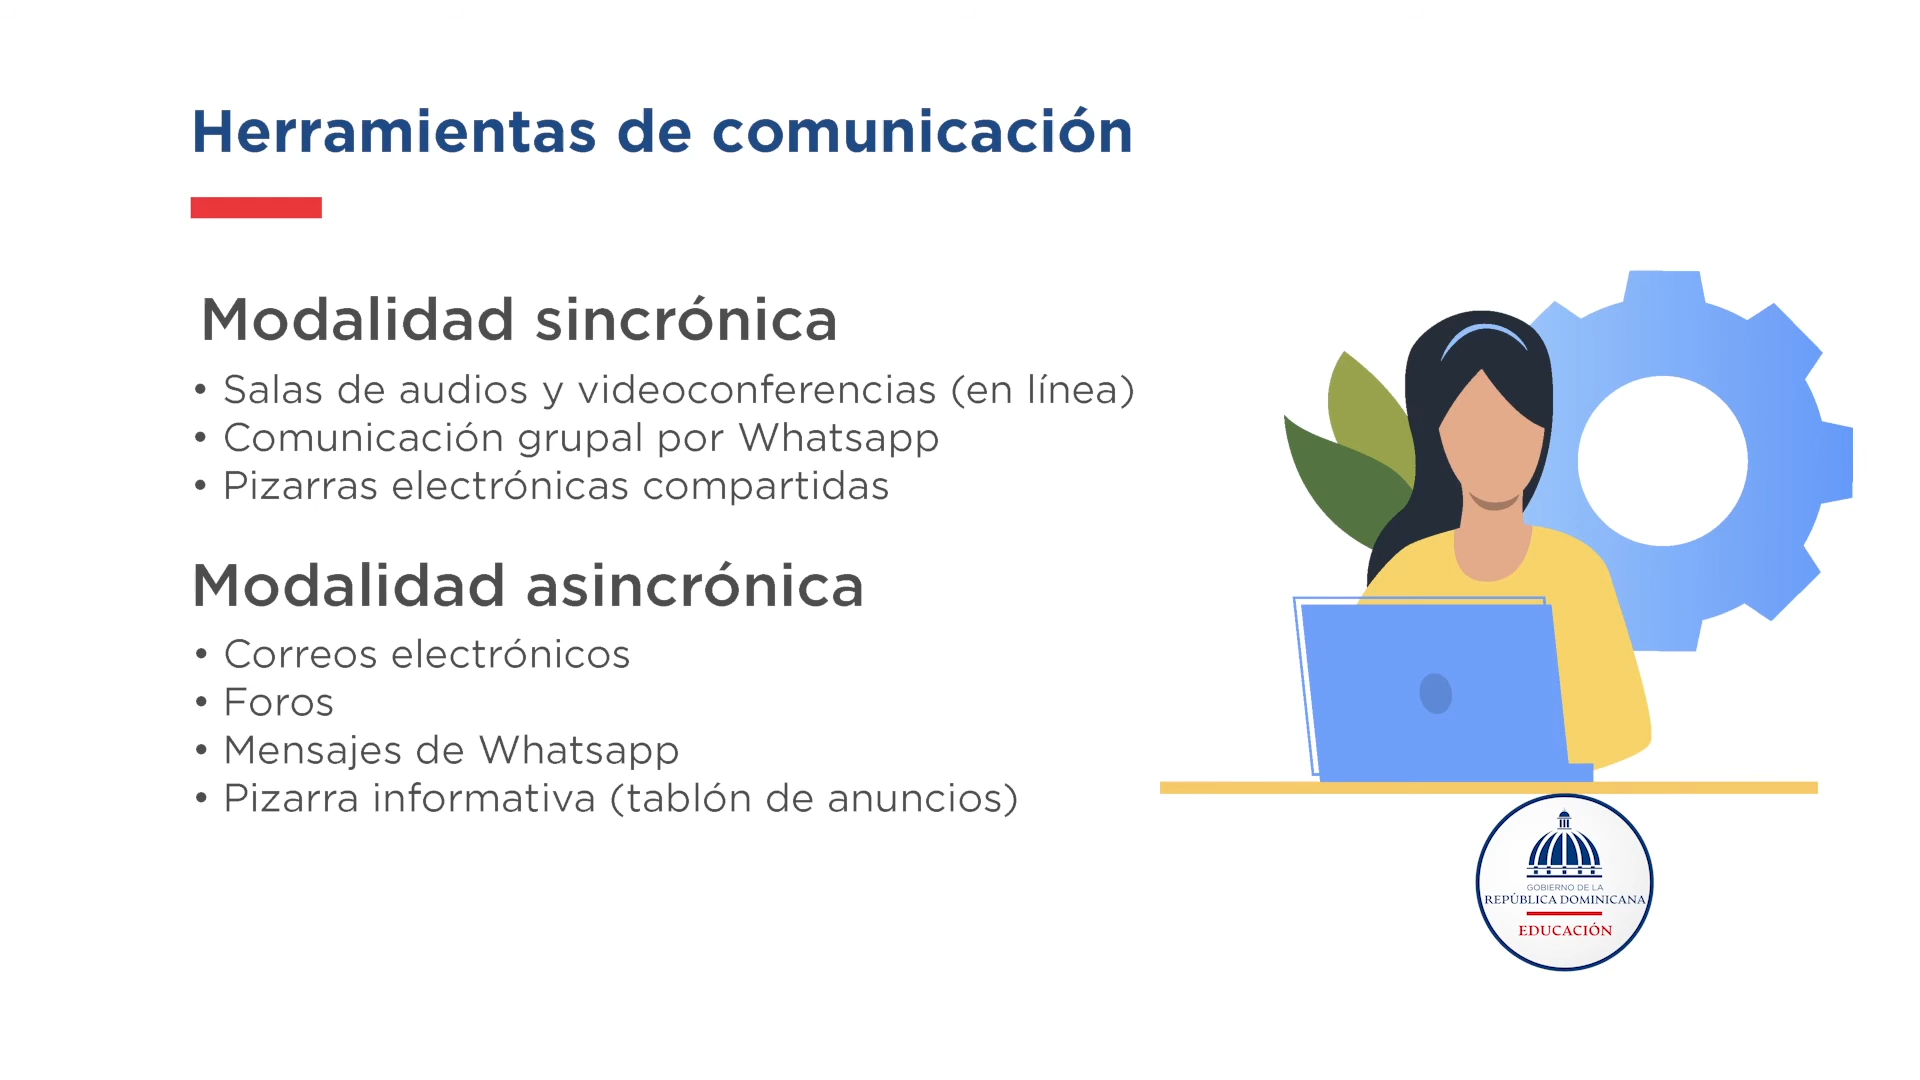 Herramientas de comunicación
Modalidad sincrónica
• Salas de audios y videoconferencias (en línea)
• Comunicación grupal por Whatsapp
• Pizarras electrónicas compartidas
Modalidad asincrónica
• Correos electrónicos
• Foros
• Mensajes de Whatsapp
• Pizarra informativa (tablón de anuncios)
GOBIERNO DE LA
REPÚBLICA DOMINICANA
EDUCACIÓN